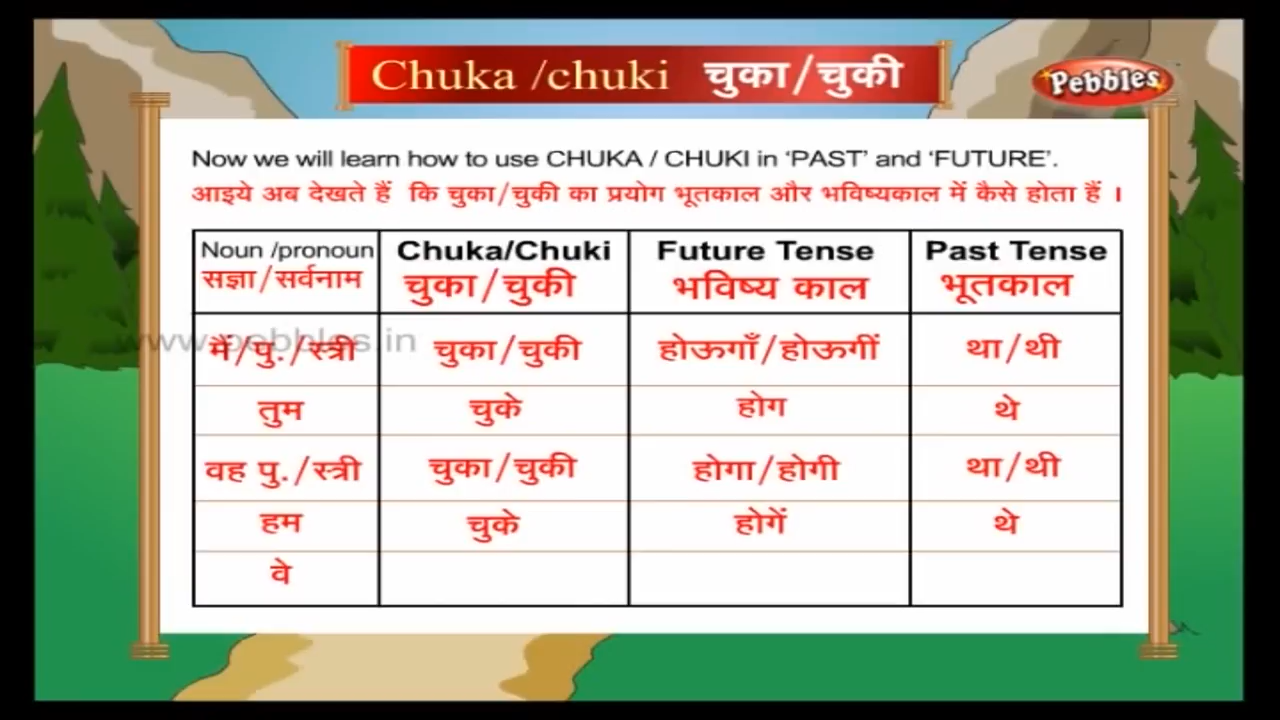 Chuka /chuki चुका/चुकी
Pebbles
Now we will learn how to use CHUKA / CHUKI in ‘PAST’ and ‘FUTURE’.
आइये अब देखते हैं कि चुका/चुकी का प्रयोग भूतकाल और भविष्यकाल में कैसे होता हैं ।
Noun /pronoun Chuka/Chuki Future Tense Past Tense
सज्ञा/सर्वनाम चुका/चुकी भविष्य काल भूतकाल
www.pebbles.in
मैं/पु./स्त्री चुका/चुकी होऊगाँ/होऊगीं था/थी
तुम चुके होग थे
वह पु./स्त्री चुका/चुकी होगा/होगी था/थी
हम चुके होगें थे
वे